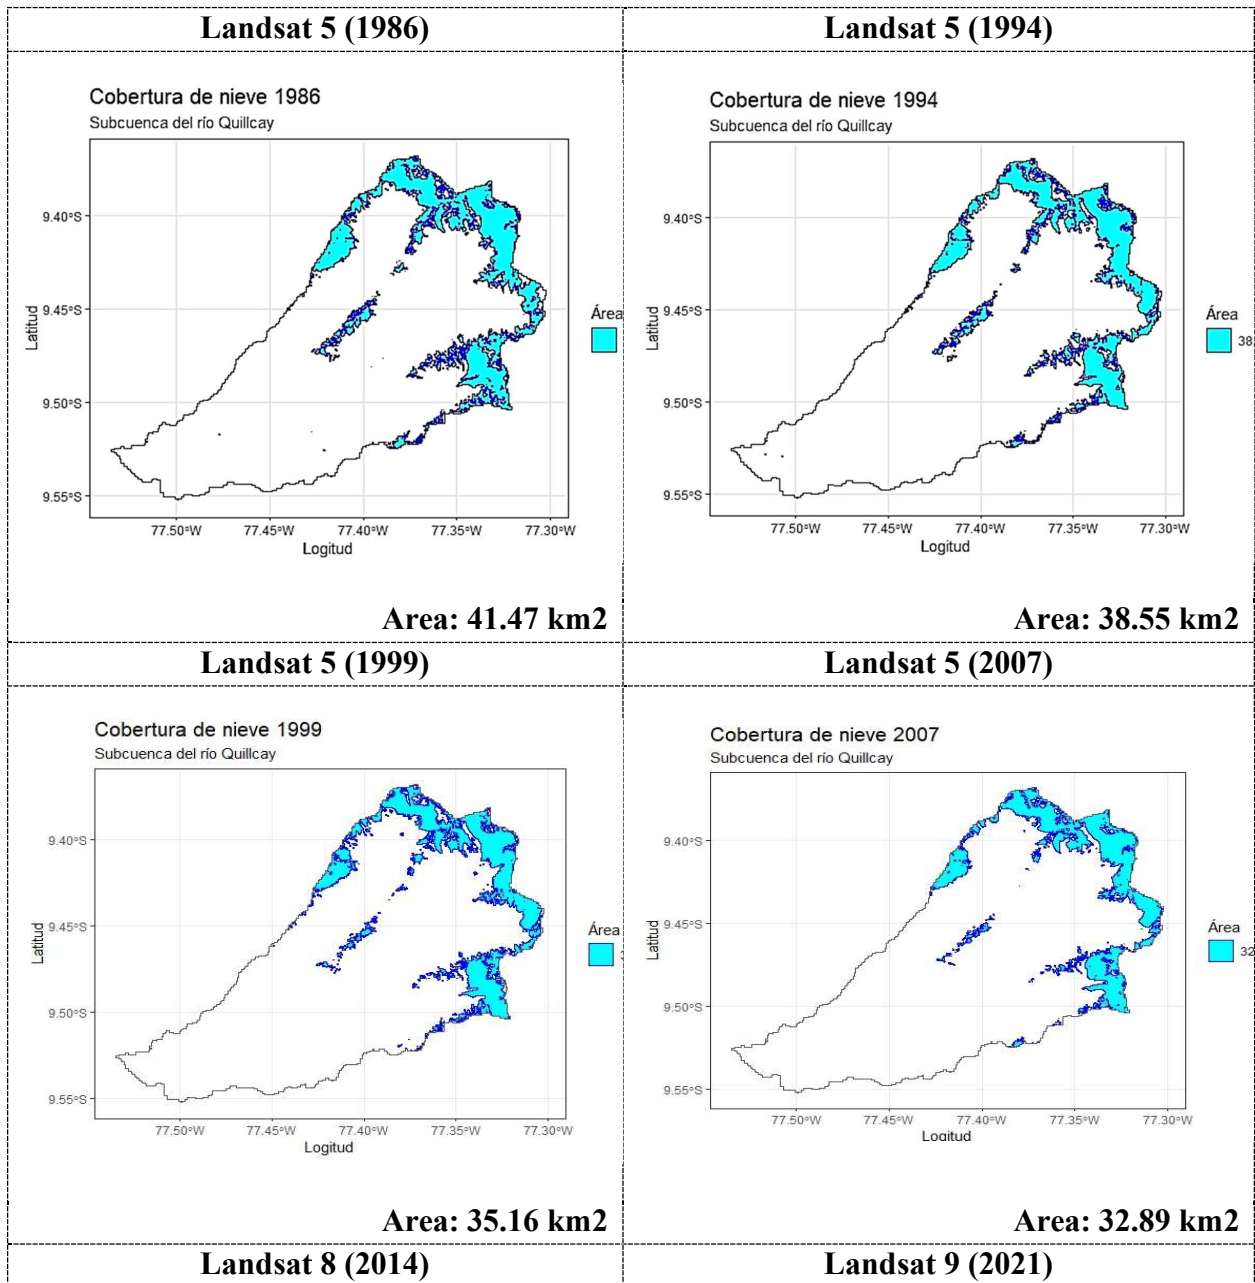 Landsat 5 (1986)
Cobertura de nieve 1986
Subcuenca del río Quillcay
9.40°S
9.45°S
9.50°S
9.55°S
Latitud
77.50°W 77.45°W 77.40°W 77.35°W 77.30°W
Logitud
Área
Area: 41.47 km2
Landsat 5 (1994)
Cobertura de nieve 1994
Subcuenca del río Quillcay
9.40°S
9.45°S
9.50°S
9.55°S
Latitud
77.50°W 77.45°W 77.40°W 77.35°W 77.30°W
Logitud
Área
38
Area: 38.55 km2
Landsat 5 (1999)
Cobertura de nieve 1999
Subcuenca del río Quillcay
9.40°S
9.45°S
9.50°S
9.55°S
Latitud
77.50°W 77.45°W 77.40°W 77.35°W 77.30°W
Logitud
Área
Area: 35.16 km2
Landsat 5 (2007)
Cobertura de nieve 2007
Subcuenca del río Quillcay
9.40°S
9.45°S
9.50°S
9.55°S
Latitud
77.50°W 77.45°W 77.40°W 77.35°W 77.30°W
Logitud
Área
32
Area: 32.89 km2
Landsat 8 (2014)
Landsat 9 (2021)